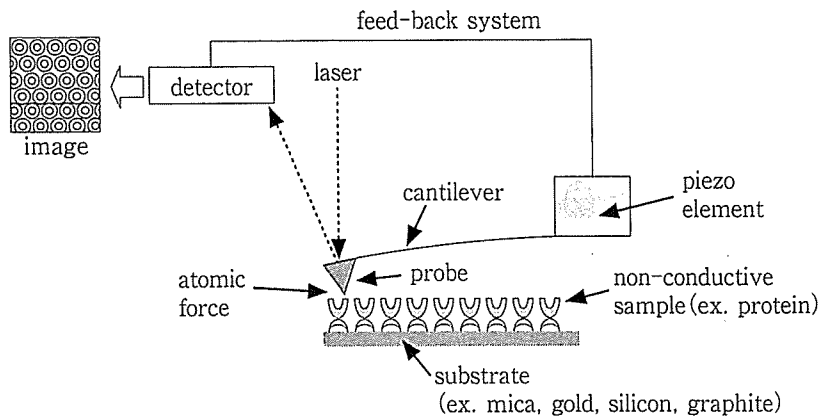 feed-back system
detector
laser
image
cantilever
piezo
element
atomic
force
probe
non-conductive
sample(ex. protein)
substrate
(ex. mica, gold, silicon, graphite)